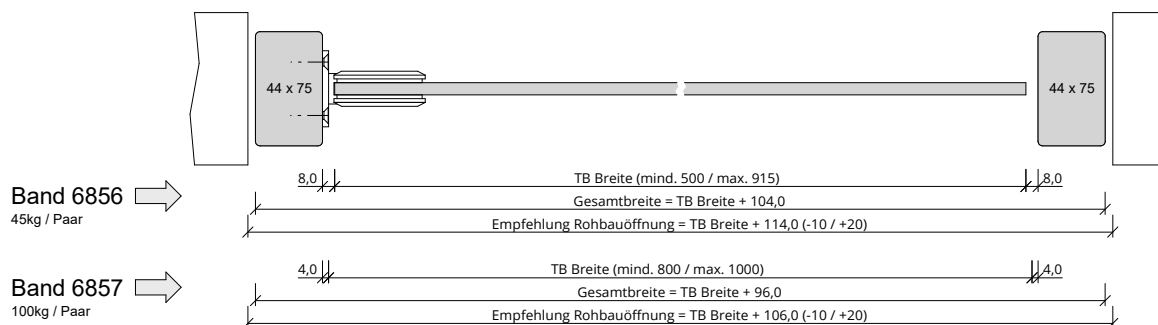 44 x 75
44 x 75
Band 6856
45kg / Paar
8,0
TB Breite (mind. 500 / max. 915)
8,0
Gesamtbreite = TB Breite + 104,0
Empfehlung Rohbauöffnung = TB Breite + 114,0 (-10 / +20)
Band 6857
100kg / Paar
4,0
TB Breite (mind. 800 / max. 1000)
4,0
Gesamtbreite = TB Breite + 96,0
Empfehlung Rohbauöffnung = TB Breite + 106,0 (-10 / +20)